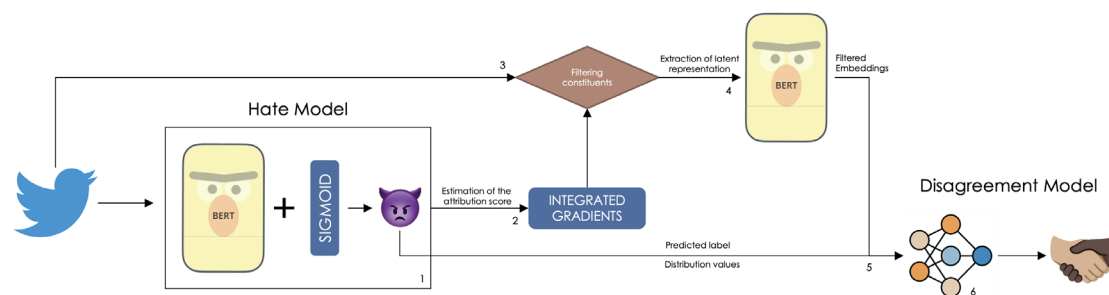 3
Filtering
constituents
Extraction of latent
representation
4
BERT
Filtered
Embeddings
Hate Model
BERT
+
SIGMOID
1
Estimation of the
attribution score
2
INTEGRATED
GRADIENTS
Predicted label
Distribution values
5
Disagreement Model
6